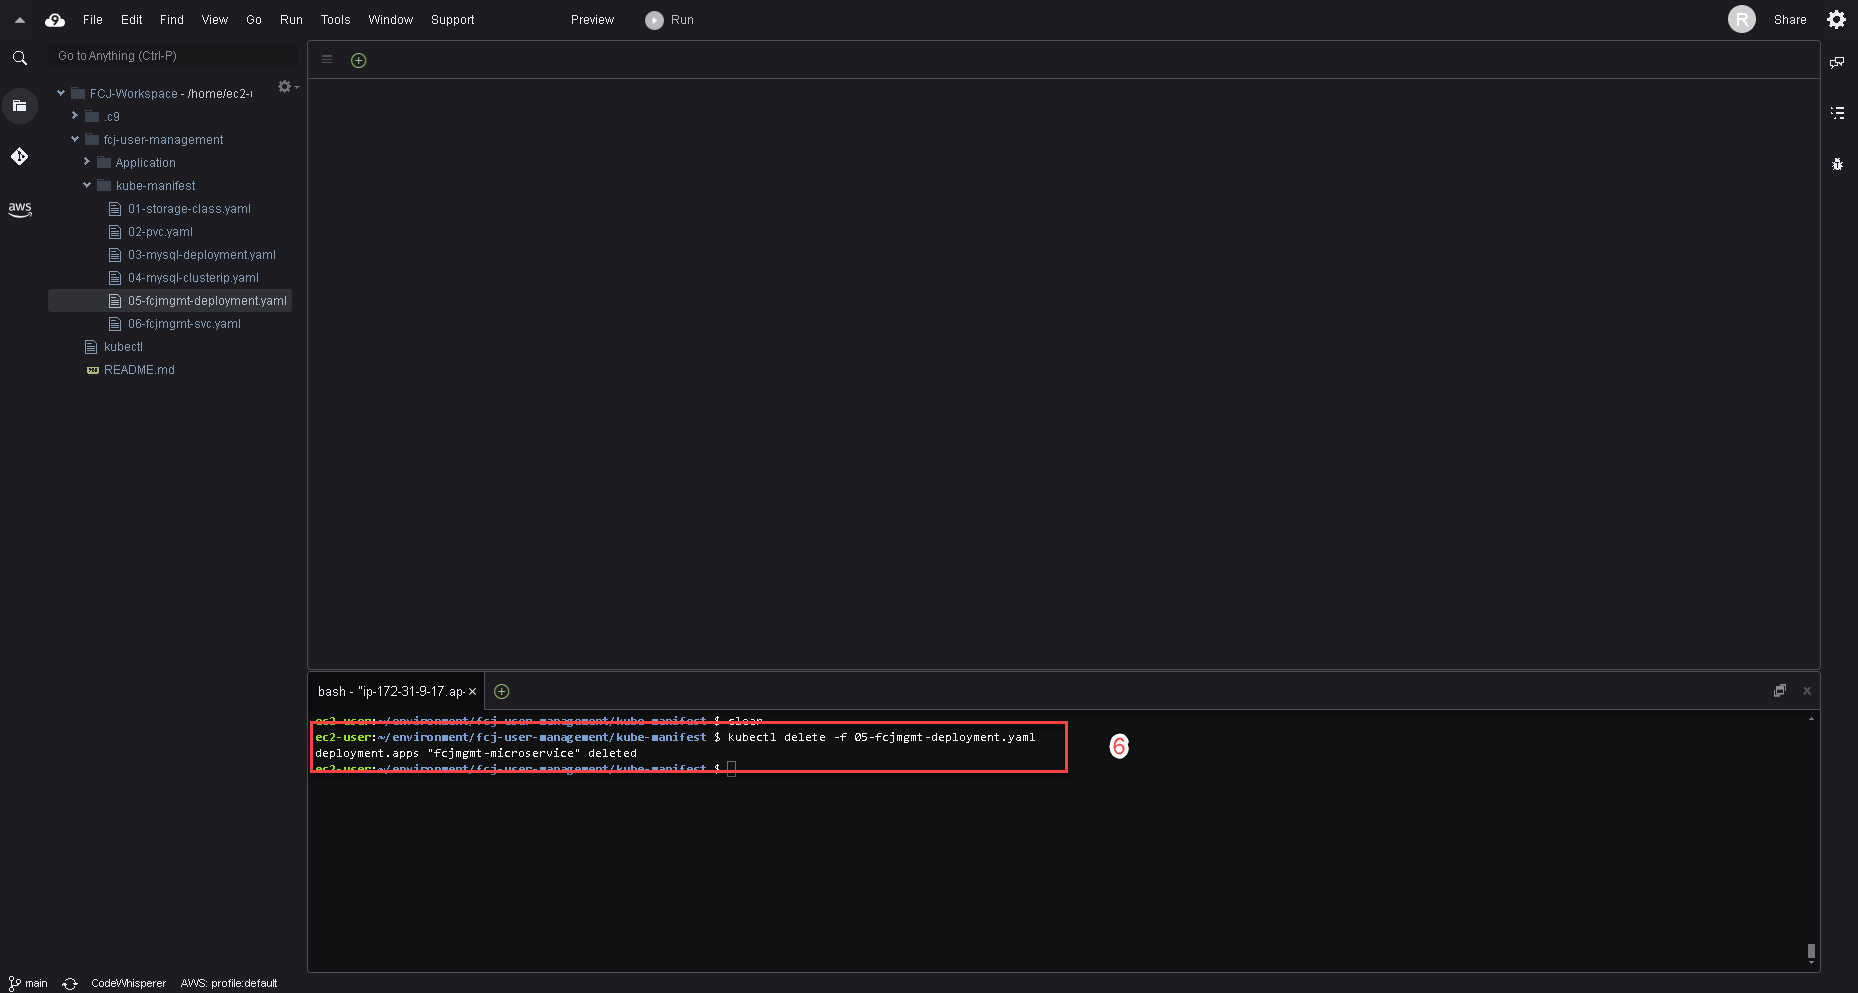 File Edit Find View Go Run Tools Window Support Preview Run R Share
Go to Anything (Ctrl-P)
FCJ-Workspace - /home/ec2-
.c9
fcj-user-management
Application
kube-manifest
01-storage-class.yaml
02-pvc.yaml
03-mysql-deployment.yaml
04-mysql-clusterip.yaml
05-fcjmgmt-deployment.yaml
06-fcjmgmt-svc.yaml
kubectl
README.md
aws
bash - "ip-172-31-9-17.ap-
ec2-user:~/environment/fcj-user-management/kube-manifest $ clear
ec2-user:~/environment/fcj-user-management/kube-manifest $ kubectl delete -f 05-fcjmgmt-deployment.yaml
deployment.apps "fcjmgmt-microservice" deleted
ec2-user:~/environment/fcj-user-management/kube-manifest $
6
main CodeWhisperer AWS: profile:default